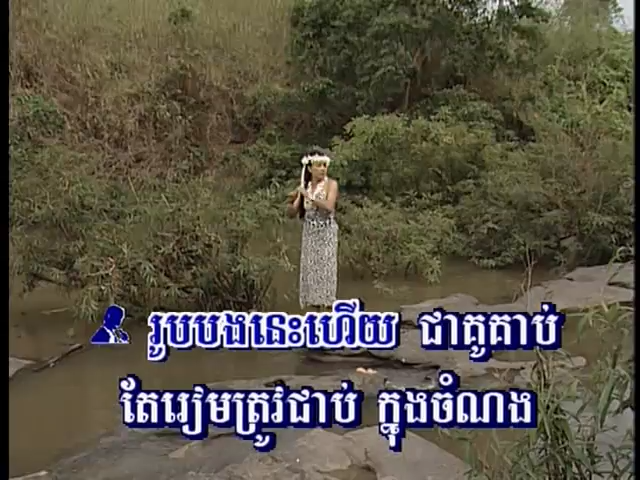 រូបបងនេះហើយ ជាគូគាប់
តែរៀមត្រូវជាប់ ក្នុងចំណង